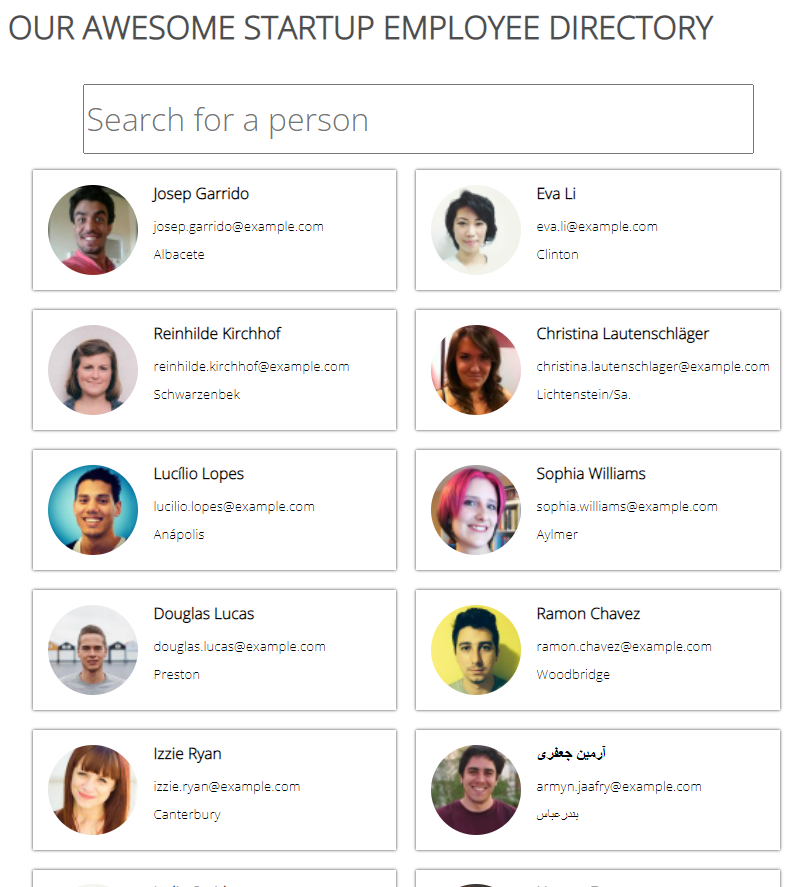 OUR AWESOME STARTUP EMPLOYEE DIRECTORY
Search for a person
Josep Garrido
josep.garrido@example.com
Albacete
Eva Li
eva.li@example.com
Clinton
Reinhilde Kirchhof
reinhilde.kirchhof@example.com
Schwarzenbek
Christina Lautenschläger
christina.lautenschlager@example.com
Lichtenstein/Sa.
Lucílio Lopes
lucilio.lopes@example.com
Anápolis
Sophia Williams
sophia.williams@example.com
Aylmer
Douglas Lucas
douglas.lucas@example.com
Preston
Ramon Chavez
ramon.chavez@example.com
Woodbridge
Izzie Ryan
izzie.ryan@example.com
Canterbury
آرمین جعفری
armyn.jaafry@example.com
بندرعباس